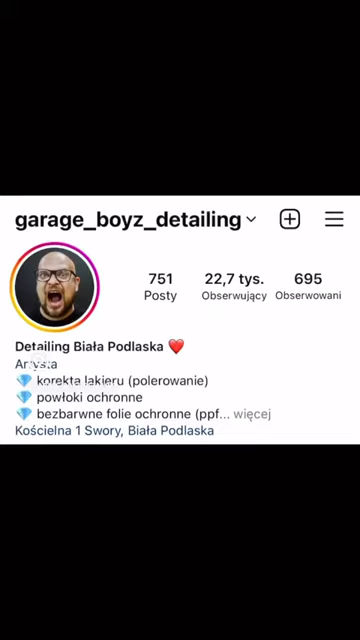 garage_boyz_detailing
751
Posty
22,7 tys.
Obserwujący
695
Obserwowani
Detailing Biała Podlaska ❤️
Artysta
💎 korekta lakieru (polerowanie)
💎 powłoki ochronne
💎 bezbarwne folie ochronne (ppf... więcej
Kościelna 1 Swory, Biała Podlaska